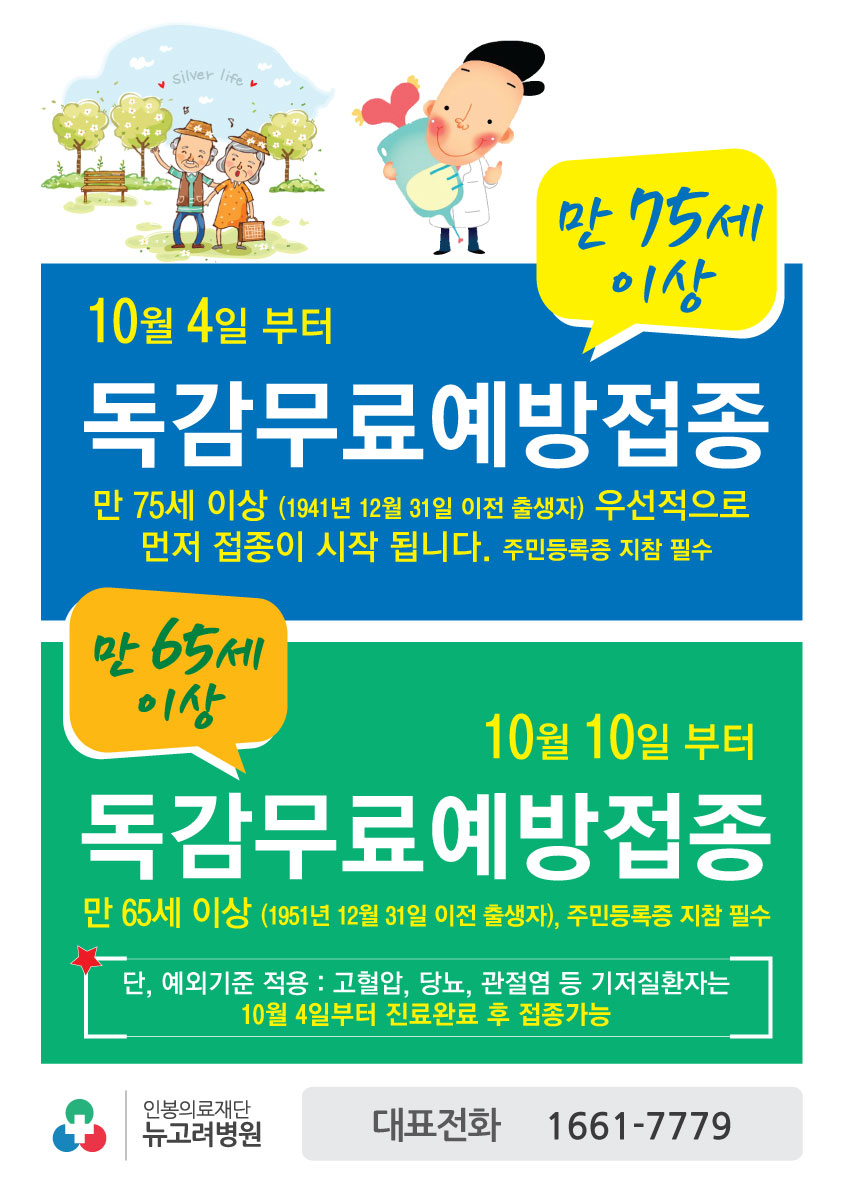 silver life
만 75세
이상
10월 4일 부터
독감무료예방접종
만 75세 이상 (1941년 12월 31일 이전 출생자) 우선적으로
먼저 접종이 시작 됩니다. 주민등록증 지참 필수
만 65세
이상
10월 10일 부터
독감무료예방접종
만 65세 이상 (1951년 12월 31일 이전 출생자), 주민등록증 지참 필수
단, 예외기준 적용 : 고혈압, 당뇨, 관절염 등 기저질환자는
10월 4일부터 진료완료 후 접종가능
인봉의료재단
뉴고려병원
대표전화 1661-7779